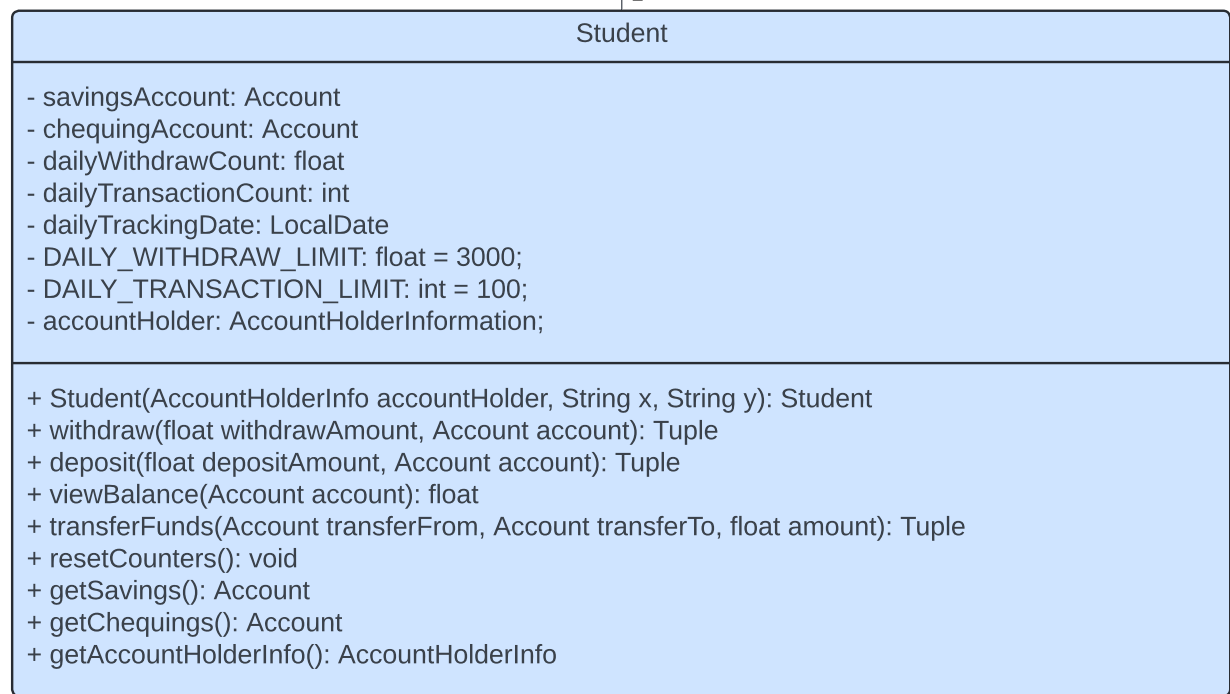 Student
- savingsAccount: Account
- chequingAccount: Account
- dailyWithdrawCount: float
- dailyTransactionCount: int
- dailyTrackingDate: LocalDate
- DAILY_WITHDRAW_LIMIT: float = 3000;
- DAILY_TRANSACTION_LIMIT: int = 100;
- accountHolder: AccountHolderInformation;
+ Student(AccountHolderInfo accountHolder, String x, String y): Student
+ withdraw(float withdrawAmount, Account account): Tuple
+ deposit(float depositAmount, Account account): Tuple
+ viewBalance(Account account): float
+ transferFunds(Account transferFrom, Account transferTo, float amount): Tuple
+ resetCounters(): void
+ getSavings(): Account
+ getChequings(): Account
+ getAccountHolderInfo(): AccountHolderInfo